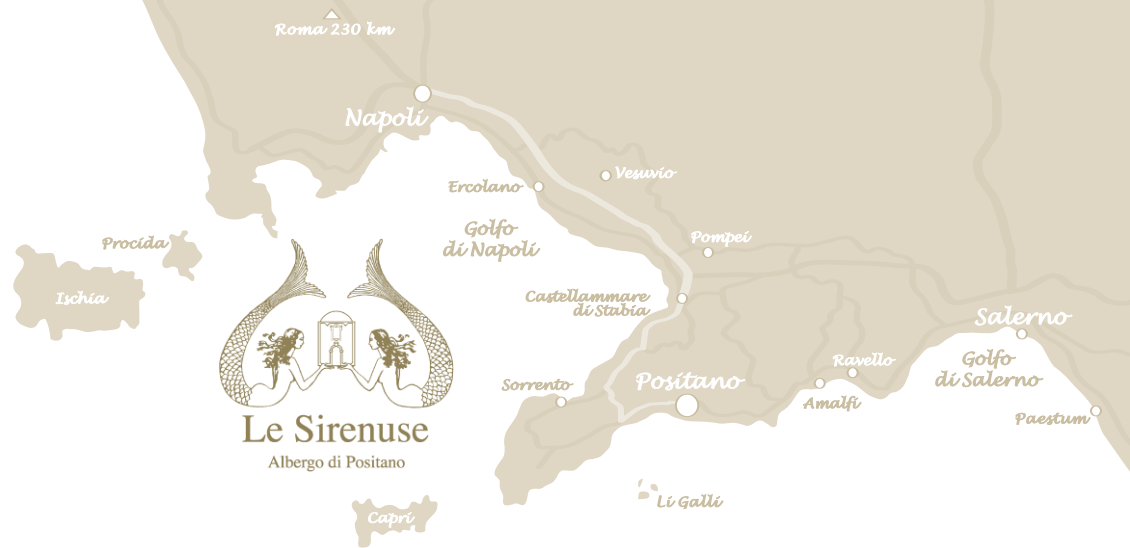 Roma 230 km
Napoli
Vesuvio
Ercolano
Golfo
di Napoli
Pompei
Procida
Ischia
Castellammare
di Stabia
Salerno
Golfo
di Salerno
Ravello
Sorrento
Positano
Amalfi
Paestum
Le Sirenuse
Albergo di Positano
Li Galli
Capri